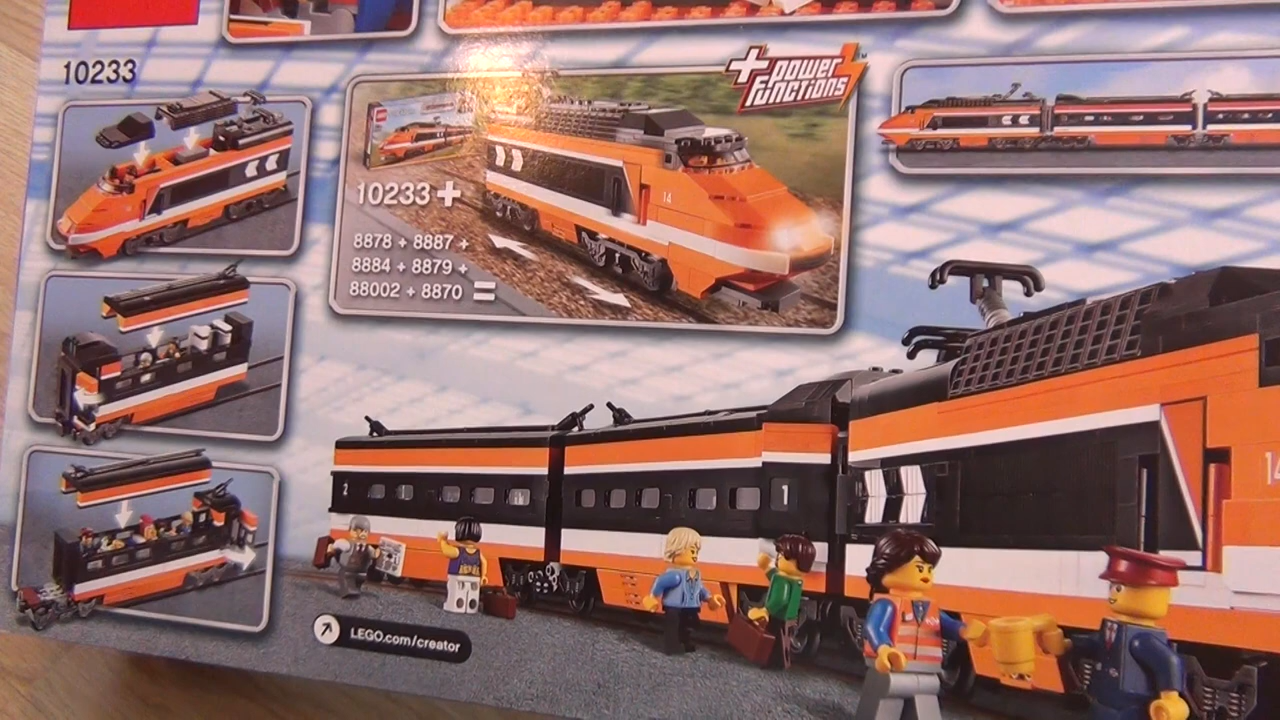 10233
+ power
functions
10233 +
8878 + 8887 +
8884 + 8879 +
88002 + 8870 =
14
2
1
14
LEGO.com/creator